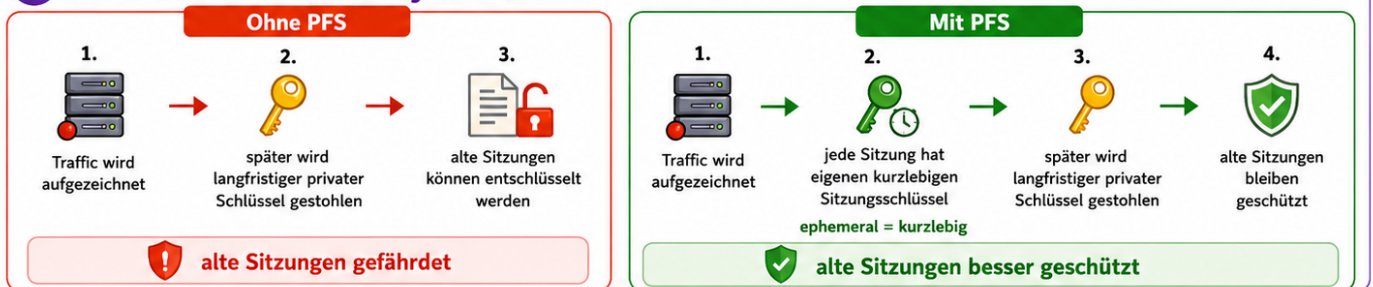 Ohne PFS
1.
2.
3.
Traffic wird
aufgezeichnet
später wird
langfristiger privater
Schlüssel gestohlen
alte Sitzungen
können entschlüsselt
werden
alte Sitzungen gefährdet
Mit PFS
1.
2.
3.
4.
Traffic wird
aufgezeichnet
jede Sitzung hat
eigenen kurzlebigen
Sitzungsschlüssel
ephemeral = kurzlebig
später wird
langfristiger privater
Schlüssel gestohlen
alte Sitzungen
bleiben
geschützt
alte Sitzungen besser geschützt